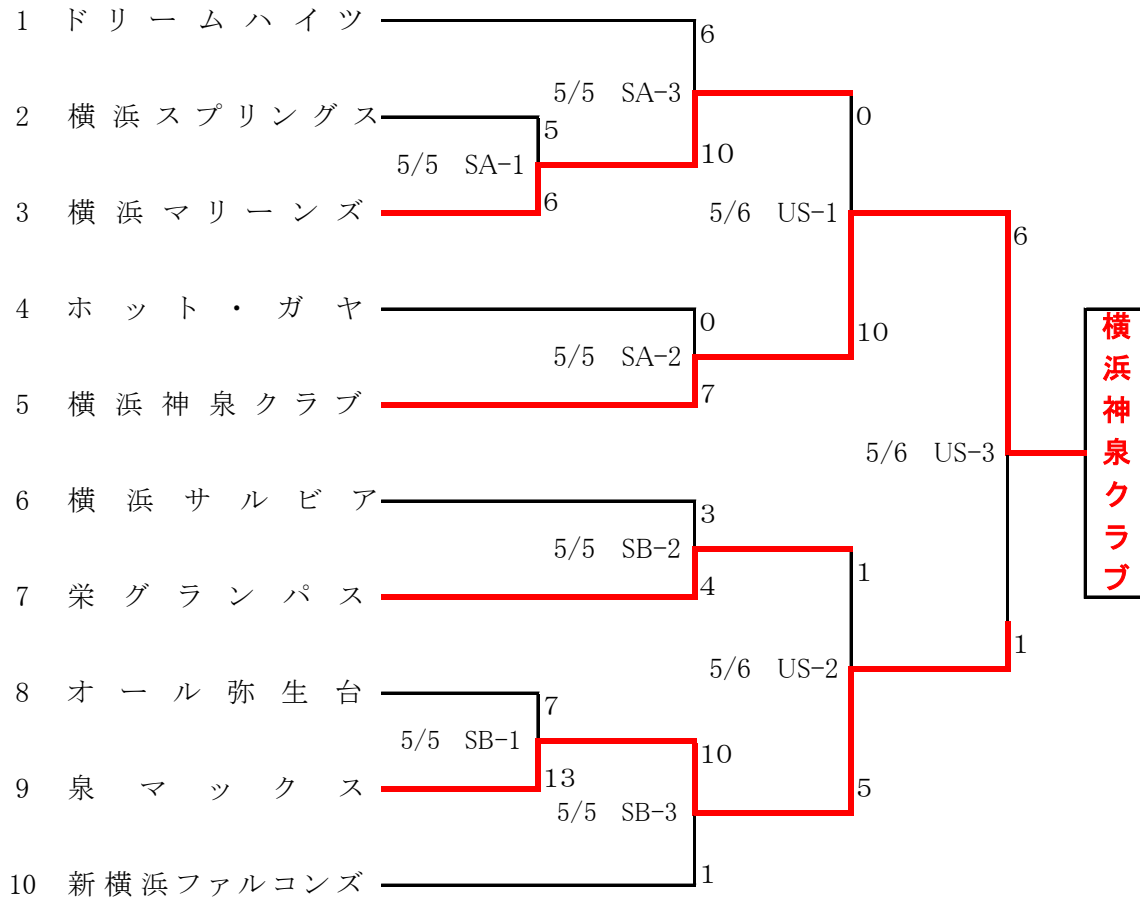 1 ドリームハイツ
6
5/5 SA-3
0
2 横浜スプリングス
5
5/5 SA-1
10
3 横浜マリーンズ
6
5/6 US-1
6
4 ホット・ガヤ
0
10
5/5 SA-2
5 横浜神泉クラブ
7
横浜神泉クラブ
5/6 US-3
6 横浜サルビア
3
5/5 SB-2
1
7 栄グランパス
4
1
5/6 US-2
8 オール弥生台
7
5/5 SB-1
10
9 泉マックス
13
5
5/5 SB-3
10 新横浜ファルコンズ
1